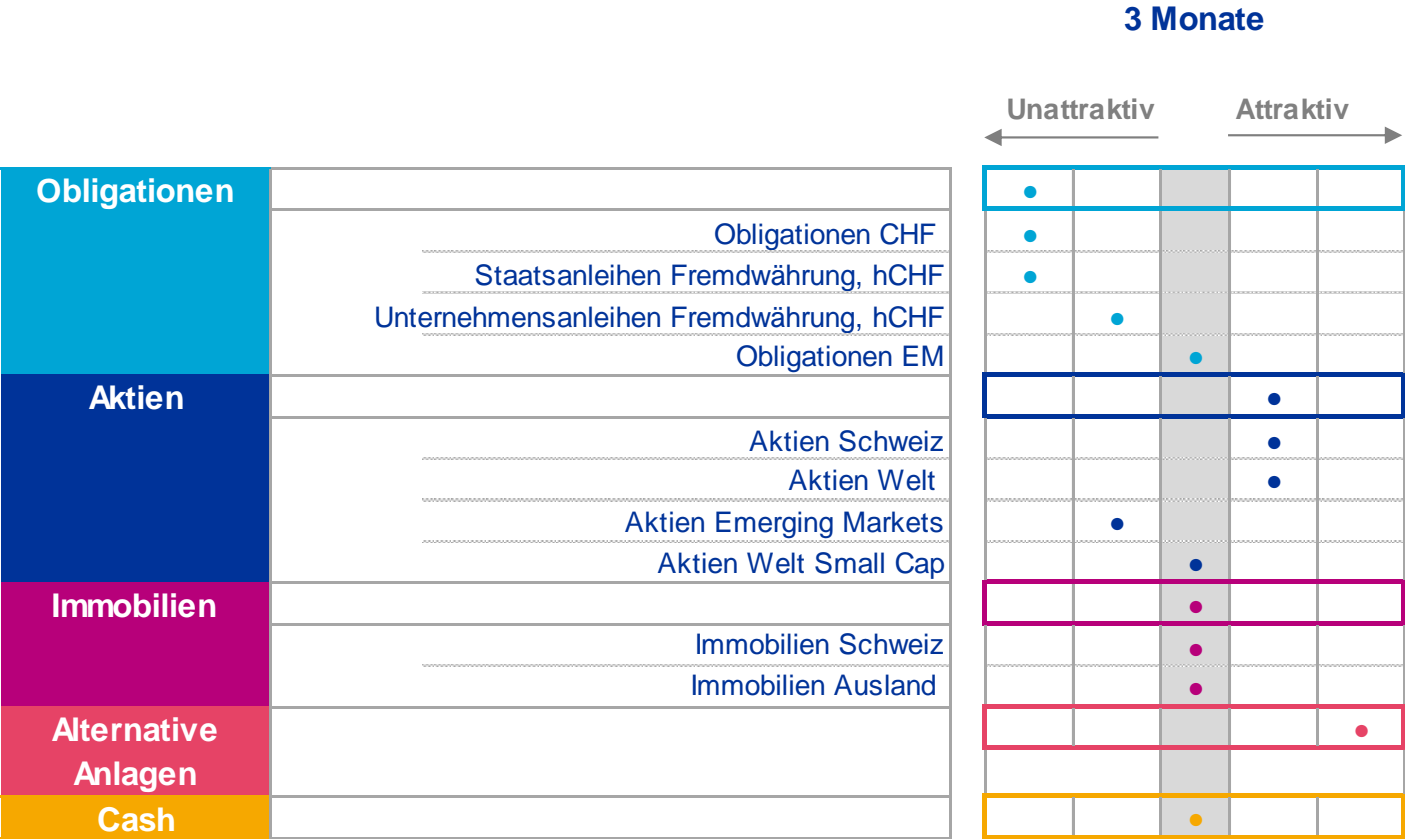 3 Monate
Unattraktiv Attraktiv
Obligationen
Obligationen CHF
Staatsanleihen Fremdwährung, hCHF
Unternehmensanleihen Fremdwährung, hCHF
Obligationen EM
Aktien
Aktien Schweiz
Aktien Welt
Aktien Emerging Markets
Aktien Welt Small Cap
Immobilien
Immobilien Schweiz
Immobilien Ausland
Alternative
Anlagen
Cash